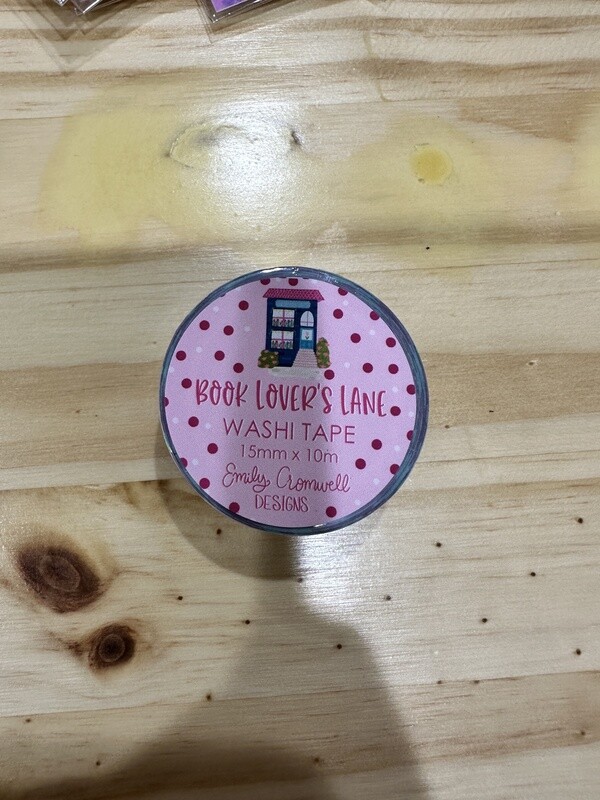 BOOK LOVER'S LANE
WASHI TAPE
15mm x 10m
Emily Cromwell
DESIGNS